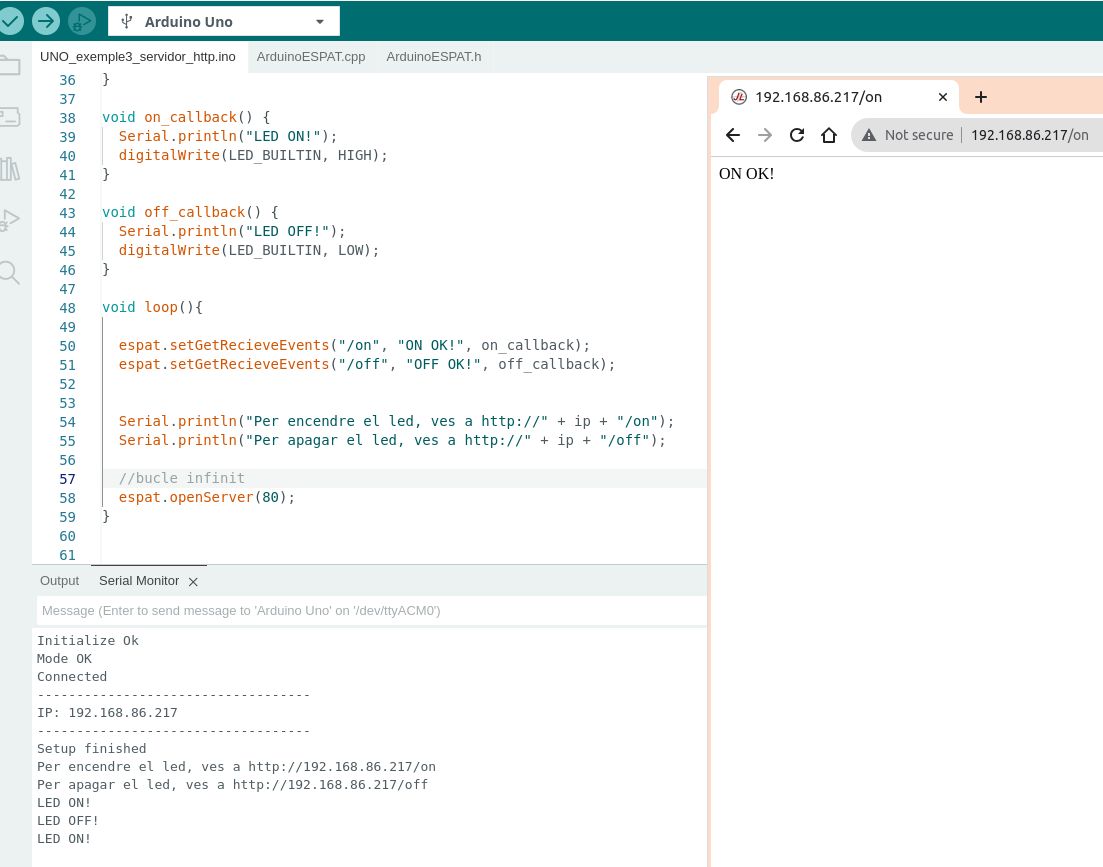 Arduino Uno
UNO_exemple3_servidor_http.ino ArduinoESPAT.cpp ArduinoESPAT.h
36 }
37
38 void on_callback() {
39 Serial.println("LED ON!");
40 digitalWrite(LED_BUILTIN, HIGH);
41 }
42
43 void off_callback() {
44 Serial.println("LED OFF!");
45 digitalWrite(LED_BUILTIN, LOW);
46 }
47
48 void loop(){
49
50 espat.setGetRecieveEvents("/on", "ON OK!", on_callback);
51 espat.setGetRecieveEvents("/off", "OFF OK!", off_callback);
52
53
54 Serial.println("Per encendre el led, ves a http://" + ip + "/on");
55 Serial.println("Per apagar el led, ves a http://" + ip + "/off");
56
57 //bucle infinit
58 espat.openServer(80);
59 }
60
61
Output Serial Monitor
Message (Enter to send message to 'Arduino Uno' on '/dev/ttyACM0')
Initialize Ok
Mode OK
Connected
-----------------------------------
IP: 192.168.86.217
-----------------------------------
Setup finished
Per encendre el led, ves a http://192.168.86.217/on
Per apagar el led, ves a http://192.168.86.217/off
LED ON!
LED OFF!
LED ON!
192.168.86.217/on
Not secure 192.168.86.217/on
ON OK!